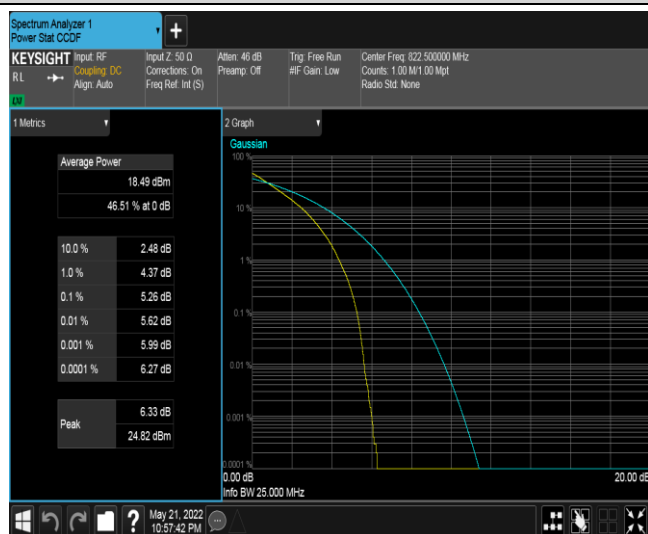 Spectrum Analyzer 1
Power Stat CCDF
+
KEYSIGHT
RL
LXI
Input: RF
Coupling: DC
Align: Auto
Input Z: 50 Ω
Corrections: On
Freq Ref: Int (S)
Atten: 46 dB
Preamp: Off
Trig: Free Run
#IF Gain: Low
Center Freq: 822.500000 MHz
Counts: 1.00 M/1.00 Mpt
Radio Std: None
1 Metrics
Average Power
18.49 dBm
46.51 % at 0 dB
10.0 % 2.48 dB
1.0 % 4.37 dB
0.1 % 5.26 dB
0.01 % 5.62 dB
0.001 % 5.99 dB
0.0001 % 6.27 dB
Peak
6.33 dB
24.82 dBm
2 Graph
Gaussian
100 %
10 %
1 %
0.1 %
0.01 %
0.001 %
0.0001 %
0.00 dB
20.00 dB
Info BW 25.000 MHz
?
May 21, 2022
10:57:42 PM